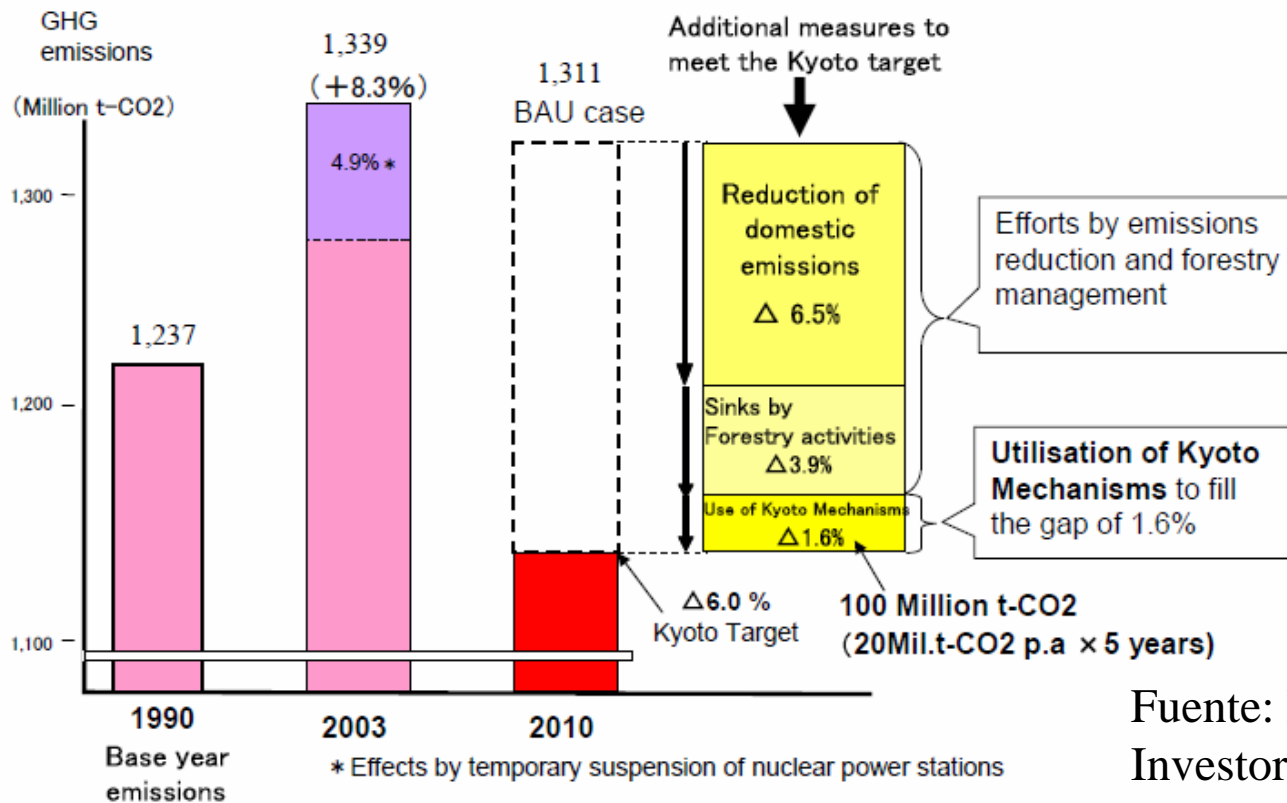 GHG
emissions
(Million t-CO2)
1,300
1,200
1,100
1,237
1,339
(+8.3%)
4.9%*
1,311
BAU case
Additional measures to
meet the Kyoto target
Reduction of
domestic
emissions
△ 6.5%
Sinks by
Forestry activities
△3.9%
Use of Kyoto Mechanisms
△1.6%
Efforts by emissions
reduction and forestry
management
Utilisation of Kyoto
Mechanisms to fill
the gap of 1.6%
△6.0 %
Kyoto Target
100 Million t-CO2
(20Mil.t-CO2 p.a × 5 years)
1990
Base year
emissions
2003
2010
* Effects by temporary suspension of nuclear power stations
Fuente:
Investor